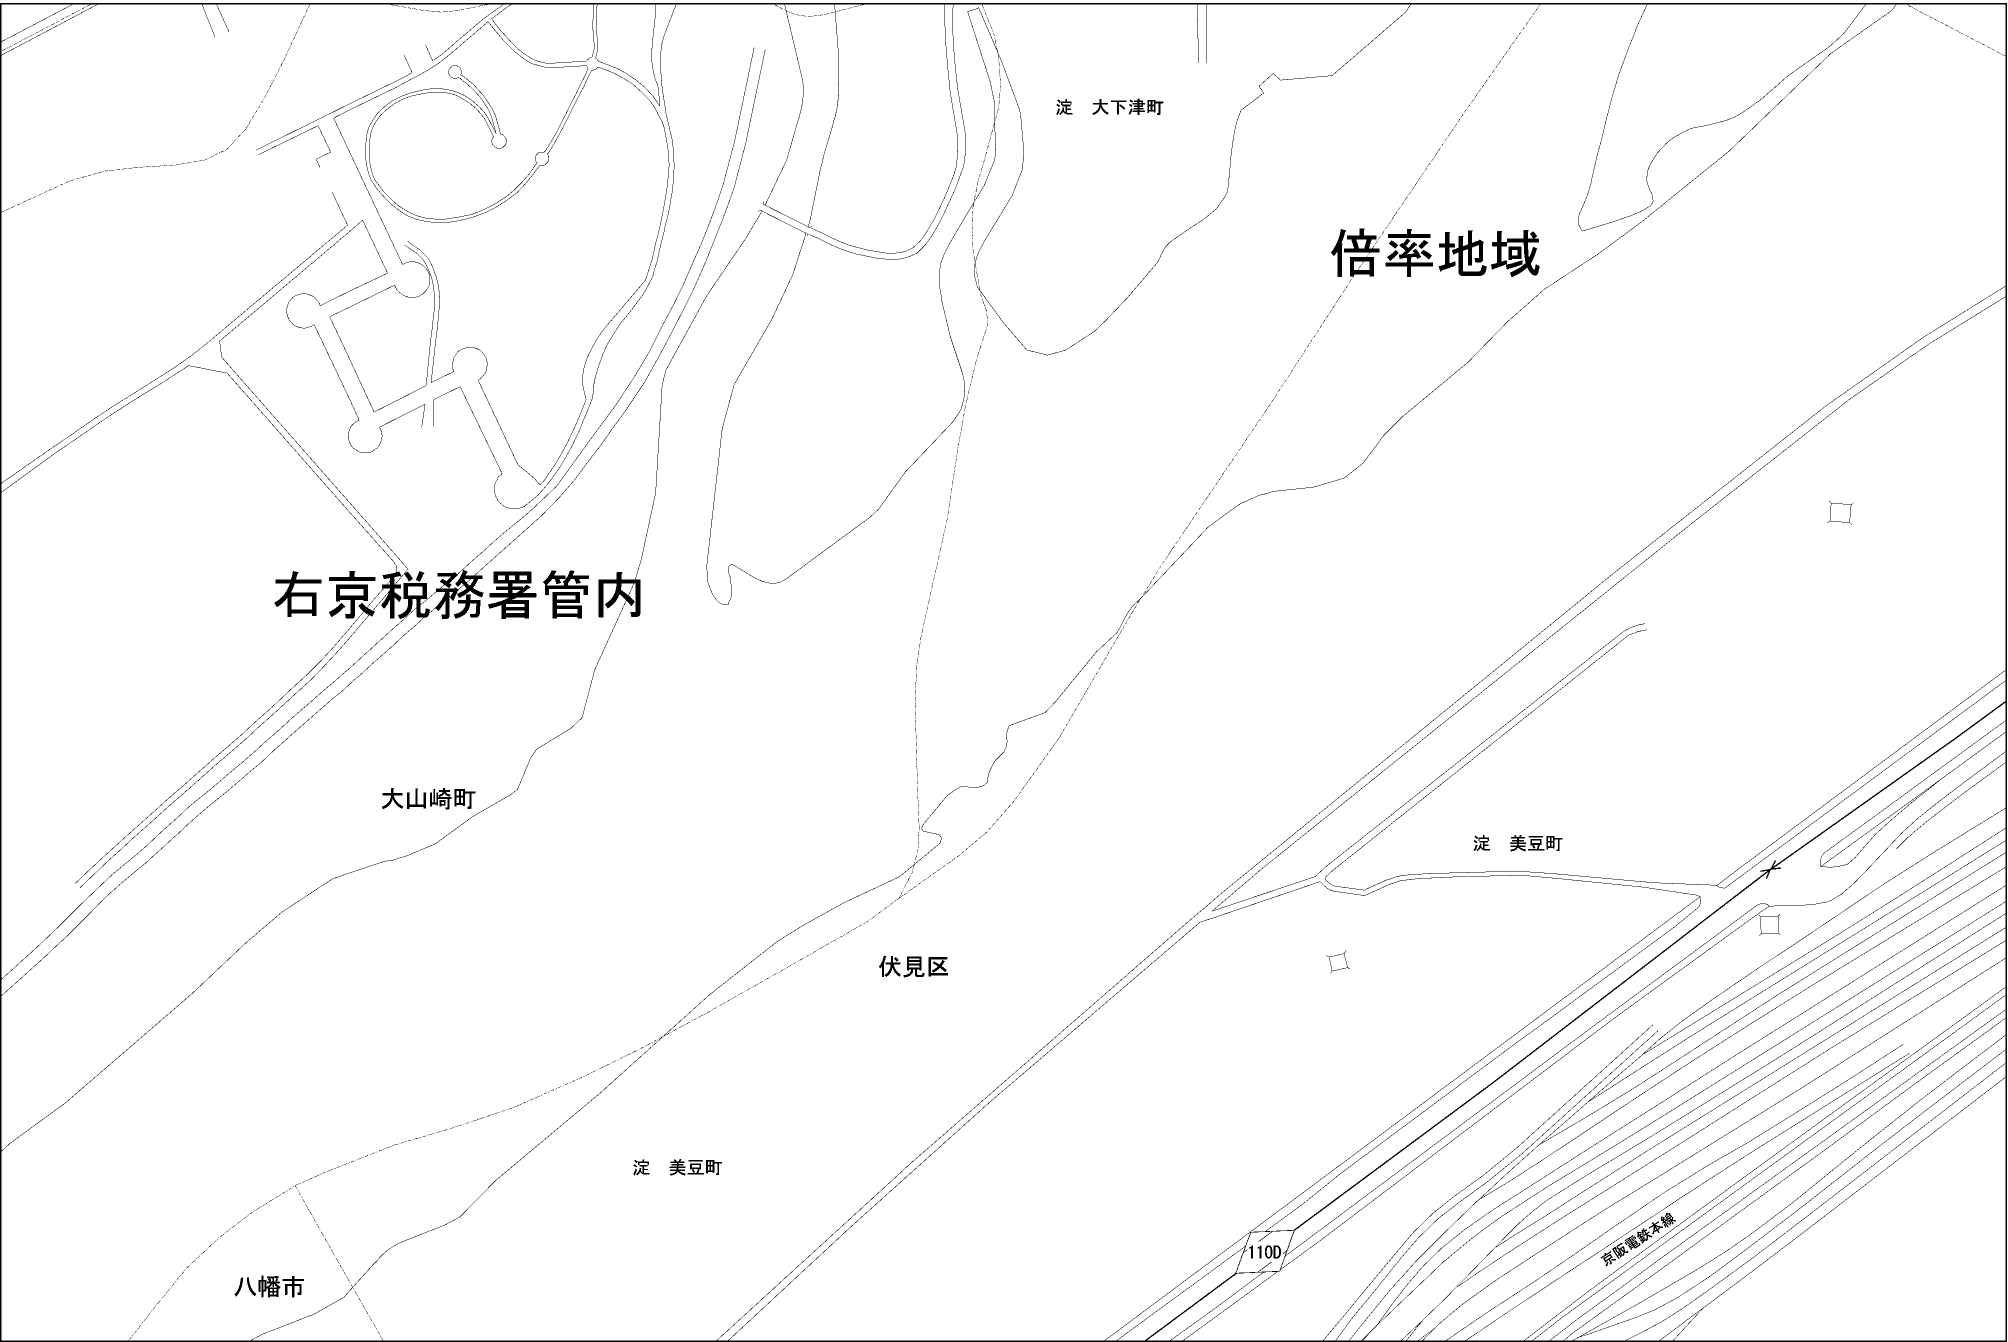 淀　大下津町
倍率地域
右京税務署管内
大山崎町
淀　美豆町
伏見区
淀　美豆町
110D
京阪電鉄本線
八幡市